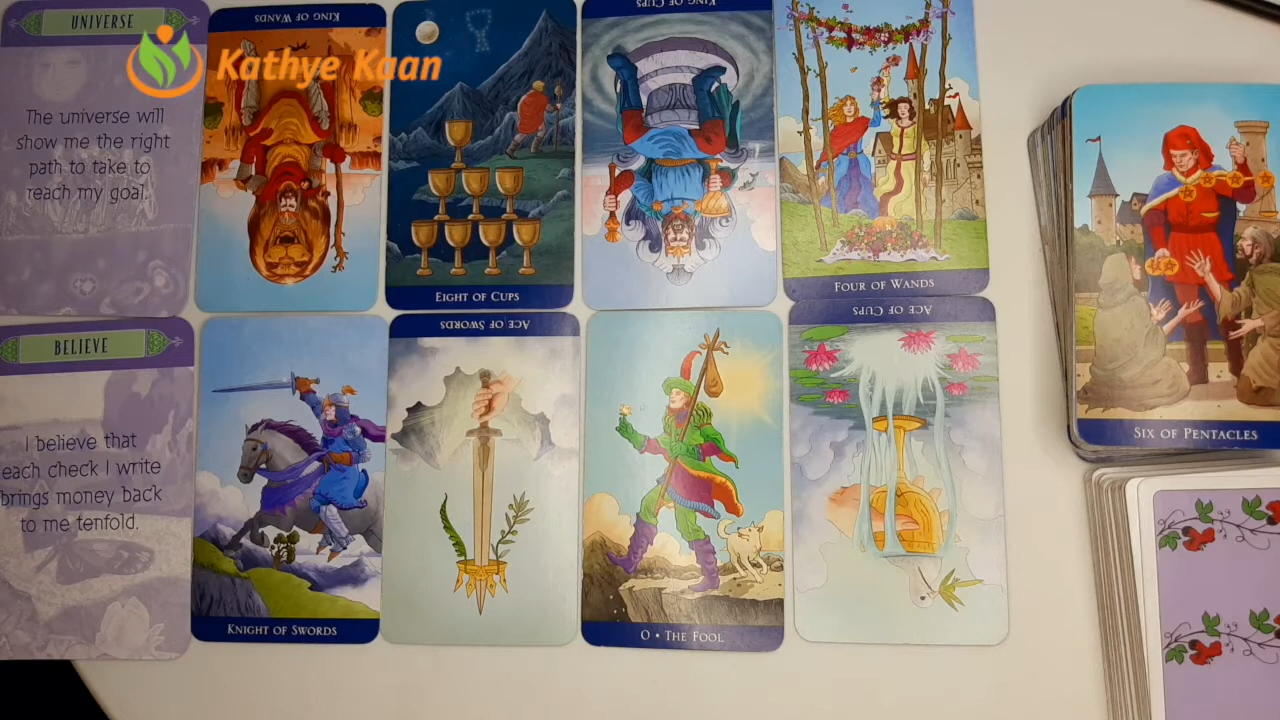 UNIVERSE
The universe will
show me the right
path to take to
reach my goal.
KING OF WANDS
Kathye Kaan
EIGHT OF CUPS
KING OF CUPS
FOUR OF WANDS
BELIEVE
I believe that
each check I write
brings money back
to me tenfold.
KNIGHT OF SWORDS
ACE OF SWORDS
0 • THE FOOL
ACE OF CUPS
SIX OF PENTACLES